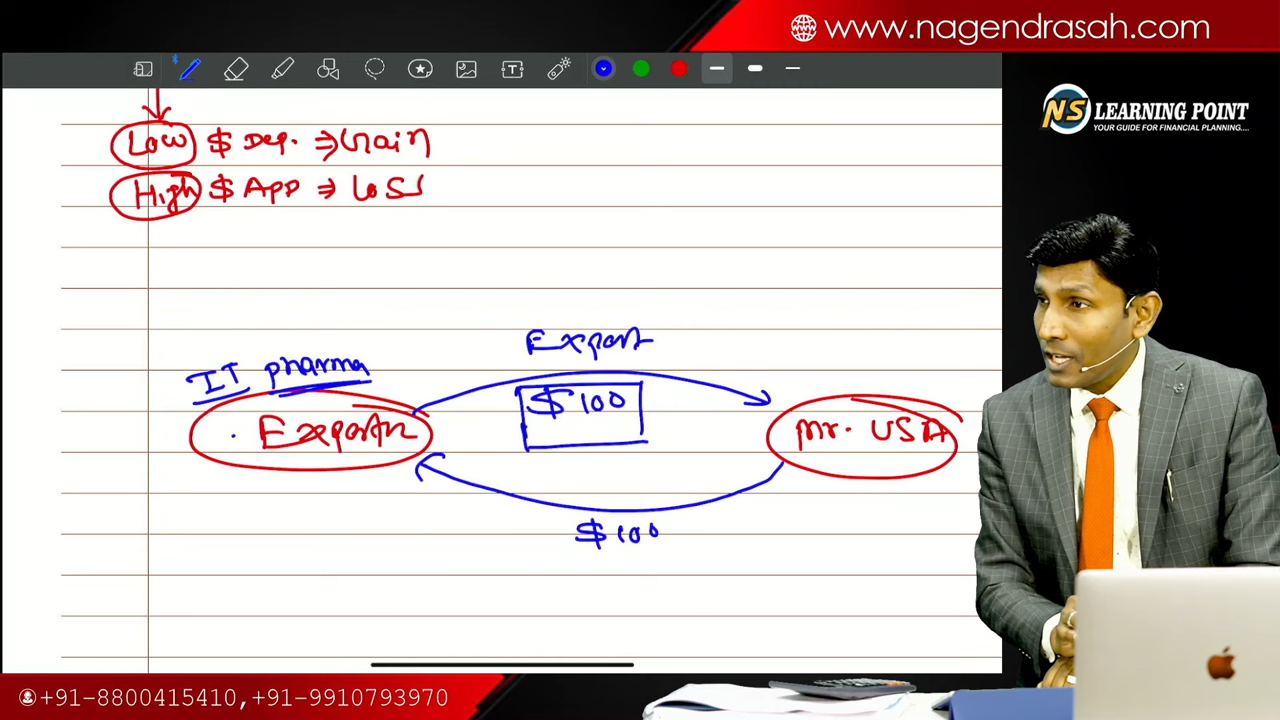 www.nagendrasah.com
NS LEARNING POINT
YOUR GUIDE FOR FINANCIAL PLANNING....
Low $ Dep. ⇒ Gain
High $ App ⇒ Loss
Export
IT pharma
$100
Exporter
Mr. USA
$100
+91-8800415410,+91-9910793970